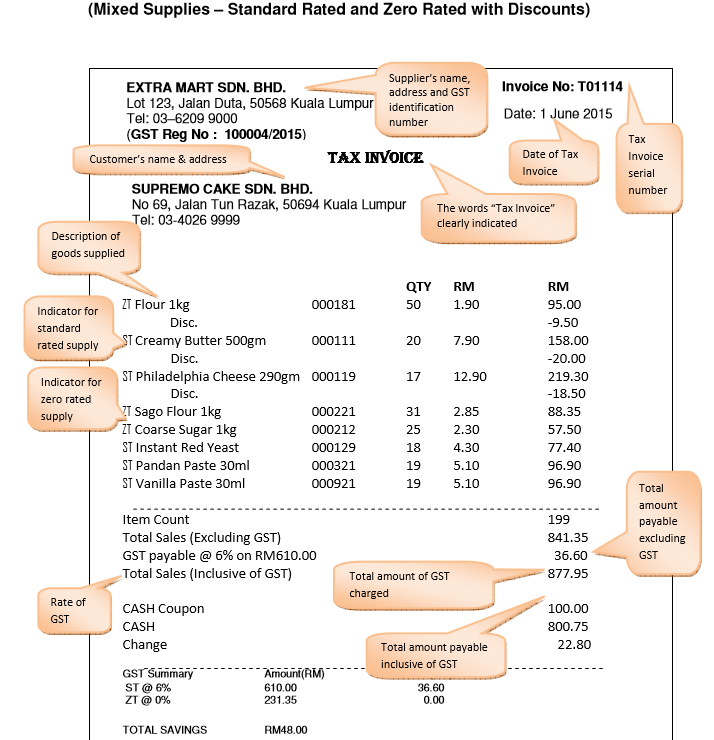 (Mixed Supplies – Standard Rated and Zero Rated with Discounts)
EXTRA MART SDN. BHD.
Lot 123, Jalan Duta, 50568 Kuala Lumpur
Tel: 03–6209 9000
(GST Reg No : 100004/2015)
Supplier's name, address and GST identification number
Invoice No: T01114
Date: 1 June 2015
Tax Invoice serial number
Date of Tax Invoice
Customer's name & address
TAX INVOICE
SUPREMO CAKE SDN. BHD.
No 69, Jalan Tun Razak, 50694 Kuala Lumpur
Tel: 03-4026 9999
The words "Tax Invoice" clearly indicated
Description of goods supplied
QTY RM RM
ZT Flour 1kg 000181 50 1.90 95.00
Disc. -9.50
Indicator for standard rated supply
ST Creamy Butter 500gm 000111 20 7.90 158.00
Disc. -20.00
ST Philadelphia Cheese 290gm 000119 17 12.90 219.30
Disc. -18.50
Indicator for zero rated supply
ZT Sago Flour 1kg 000221 31 2.85 88.35
ZT Coarse Sugar 1kg 000212 25 2.30 57.50
ST Instant Red Yeast 000129 18 4.30 77.40
ST Pandan Paste 30ml 000321 19 5.10 96.90
ST Vanilla Paste 30ml 000921 19 5.10 96.90
Total amount payable excluding GST
Item Count 199
Total Sales (Excluding GST) 841.35
GST payable @ 6% on RM610.00 36.60
Total Sales (Inclusive of GST) 877.95
Total amount of GST charged
Rate of GST
CASH Coupon 100.00
CASH 800.75
Change 22.80
Total amount payable inclusive of GST
GST Summary Amount(RM)
ST @ 6% 610.00 36.60
ZT @ 0% 231.35 0.00
TOTAL SAVINGS RM48.00